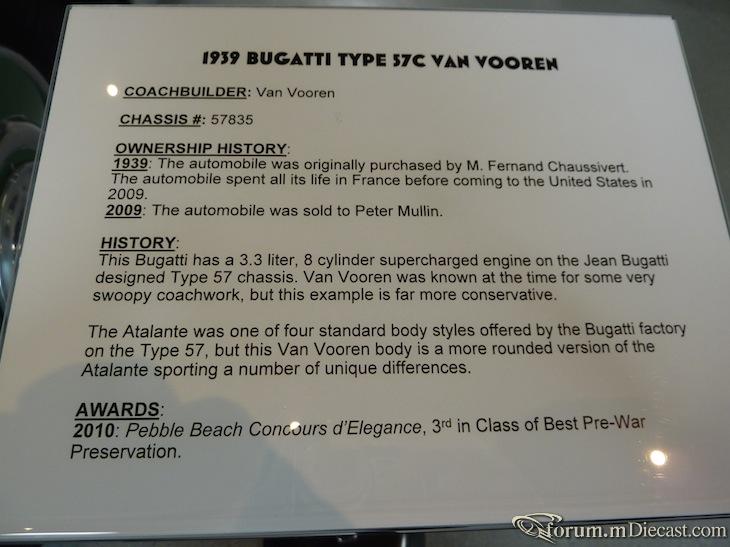 1939 BUGATTI TYPE 57C VAN VOOREN
COACHBUILDER: Van Vooren
CHASSIS #: 57835
OWNERSHIP HISTORY:
1939: The automobile was originally purchased by M. Fernand Chaussivert.
The automobile spent all its life in France before coming to the United States in
2009.
2009: The automobile was sold to Peter Mullin.
HISTORY:
This Bugatti has a 3.3 liter, 8 cylinder supercharged engine on the Jean Bugatti
designed Type 57 chassis. Van Vooren was known at the time for some very
swoopy coachwork, but this example is far more conservative.
The Atalante was one of four standard body styles offered by the Bugatti factory
on the Type 57, but this Van Vooren body is a more rounded version of the
Atalante sporting a number of unique differences.
AWARDS:
2010: Pebble Beach Concours d'Elegance, 3rd in Class of Best Pre-War
Preservation.
forum.mDiecast.com